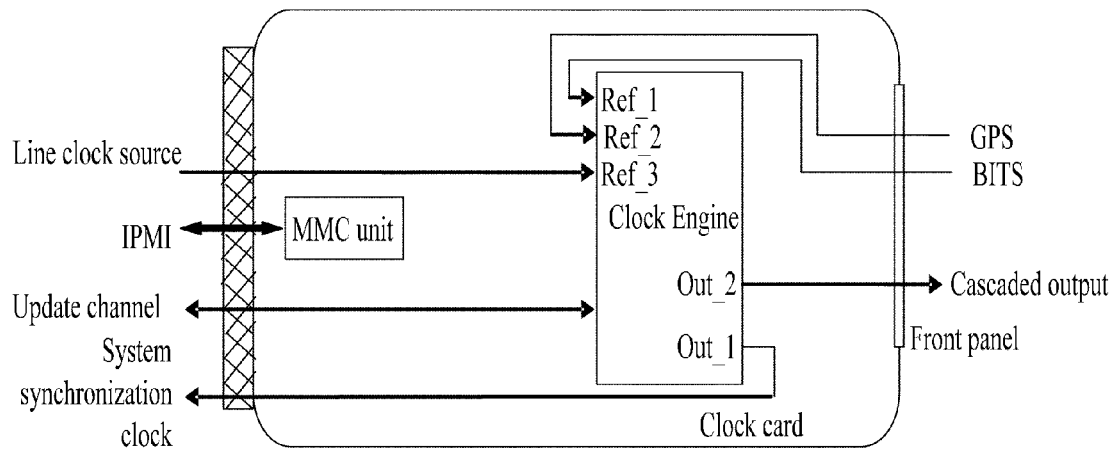 Ref_1
Ref_2
Ref_3
Clock Engine
Out_2
Out_1
Line clock source
IPMI
MMC unit
Update channel
System
synchronization
clock
GPS
BITS
Cascaded output
Front panel
Clock card